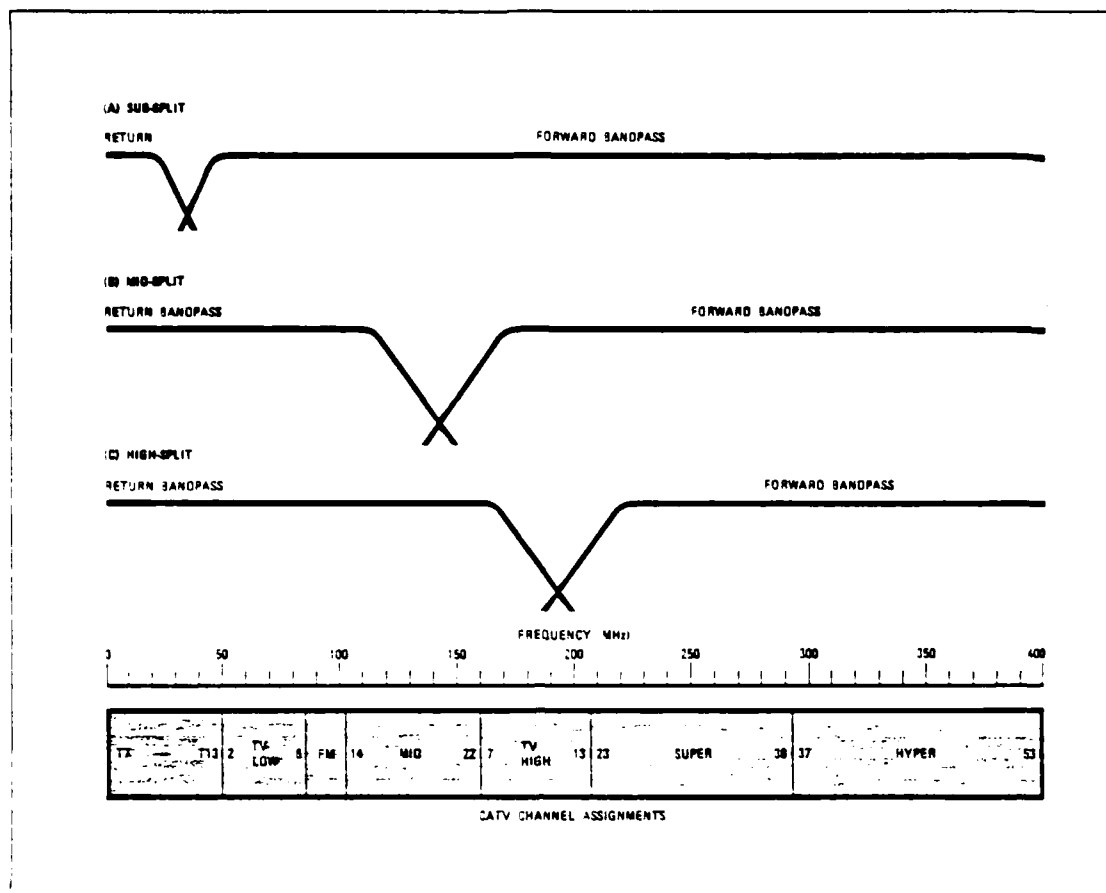 (A) SUB-SPLIT
RETURN FORWARD BANDPASS
(B) MID-SPLIT
RETURN BANDPASS FORWARD BANDPASS
(C) HIGH-SPLIT
RETURN BANDPASS FORWARD BANDPASS
FREQUENCY (MHz)
0 50 100 150 200 250 300 350 400
T13 2 TV-LOW 6 FM 14 MID 22 7 TV HIGH 13 23 SUPER 37 HYPER 53
CATV CHANNEL ASSIGNMENTS